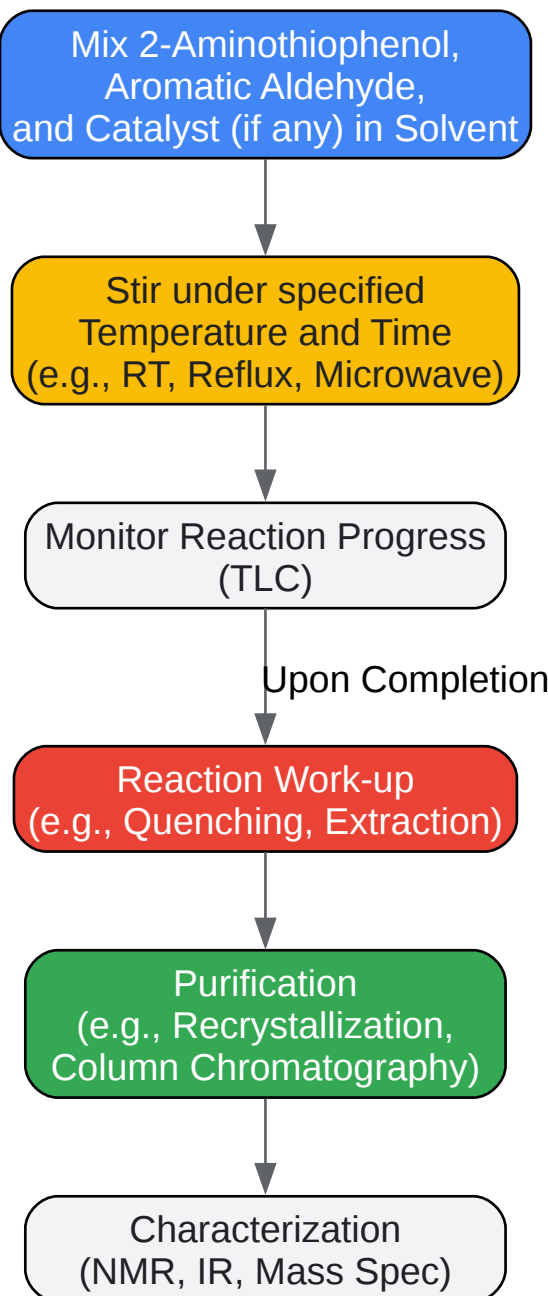 Mix 2-Aminothiophenol,
Aromatic Aldehyde,
and Catalyst (if any) in Solvent
Stir under specified
Temperature and Time
(e.g., RT, Reflux, Microwave)
Monitor Reaction Progress
(TLC)
Upon Completion
Reaction Work-up
(e.g., Quenching, Extraction)
Purification
(e.g., Recrystallization,
Column Chromatography)
Characterization
(NMR, IR, Mass Spec)